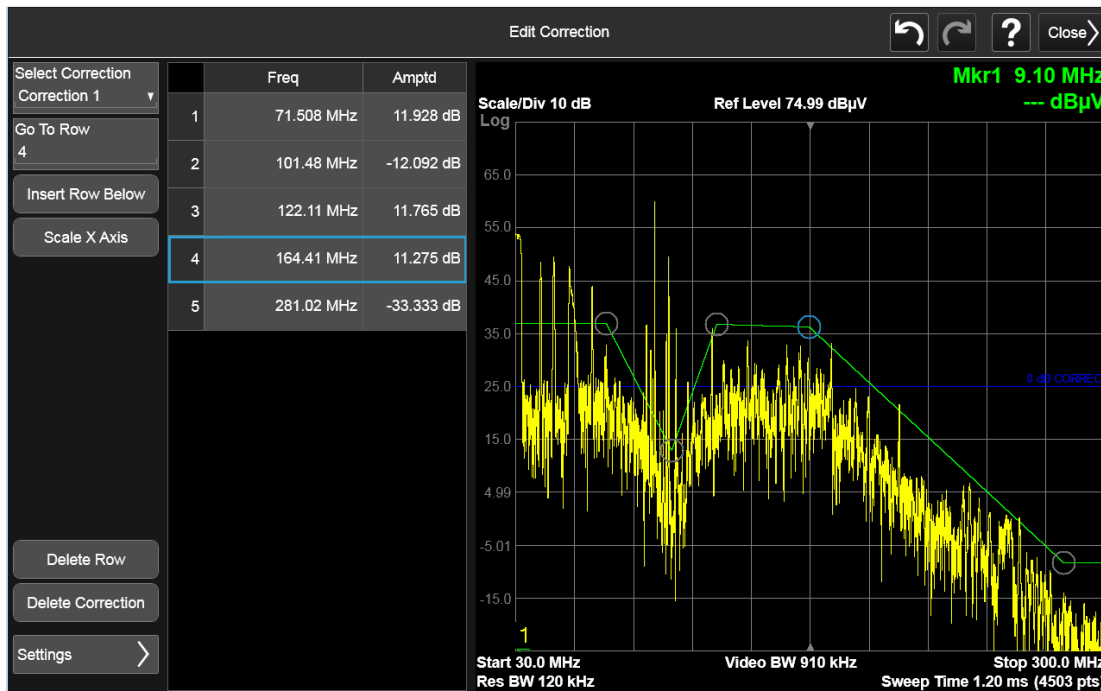 Edit Correction
?
Close
Select Correction
Correction 1
Go To Row
4
Insert Row Below
Scale X Axis
Delete Row
Delete Correction
Settings
Freq Amptd
1 71.508 MHz 11.928 dB
2 101.48 MHz -12.092 dB
3 122.11 MHz 11.765 dB
4 164.41 MHz 11.275 dB
5 281.02 MHz -33.333 dB
Mkr1 9.10 MHz
--- dBµV
Scale/Div 10 dB Ref Level 74.99 dBµV
Log
65.0
55.0
45.0
35.0
25.0
0 dB CORREC
15.0
4.99
-5.01
-15.0
1
Start 30.0 MHz Video BW 910 kHz Stop 300.0 MHz
Res BW 120 kHz Sweep Time 1.20 ms (4503 pts)